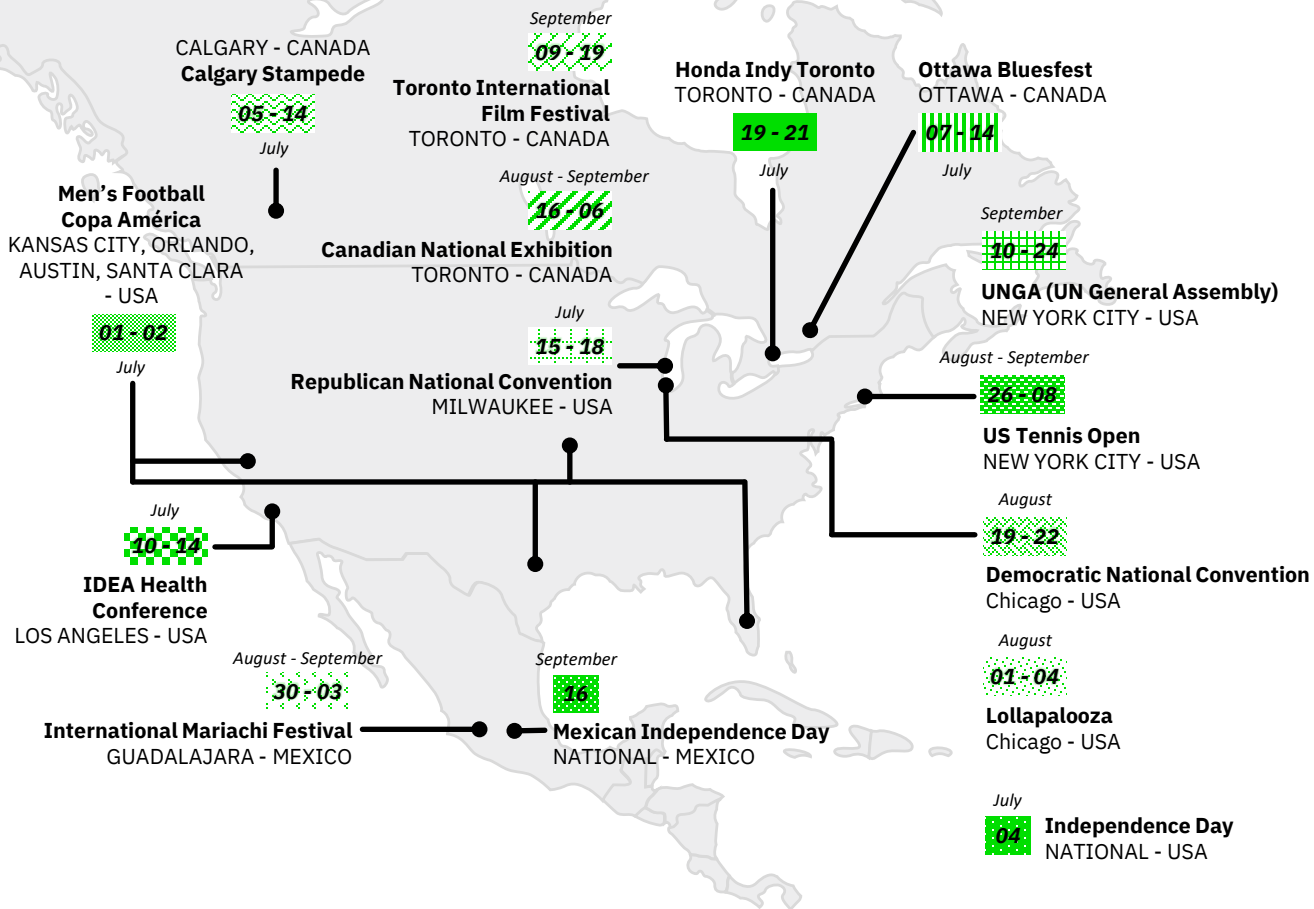 CALGARY - CANADA
Calgary Stampede
05 - 14
July
September
09 - 19
Toronto International
Film Festival
TORONTO - CANADA
Honda Indy Toronto
TORONTO - CANADA
19 - 21
July
Ottawa Bluesfest
OTTAWA - CANADA
07 - 14
July
Men’s Football
Copa América
KANSAS CITY, ORLANDO,
AUSTIN, SANTA CLARA
- USA
01 - 02
July
August - September
16 - 06
Canadian National Exhibition
TORONTO - CANADA
September
10 - 24
UNGA (UN General Assembly)
NEW YORK CITY - USA
July
15 - 18
Republican National Convention
MILWAUKEE - USA
August - September
26 - 08
US Tennis Open
NEW YORK CITY - USA
July
10 - 14
IDEA Health
Conference
LOS ANGELES - USA
August
19 - 22
Democratic National Convention
Chicago - USA
August - September
30 - 03
International Mariachi Festival
GUADALAJARA - MEXICO
September
16
Mexican Independence Day
NATIONAL - MEXICO
August
01 - 04
Lollapalooza
Chicago - USA
July
04
Independence Day
NATIONAL - USA